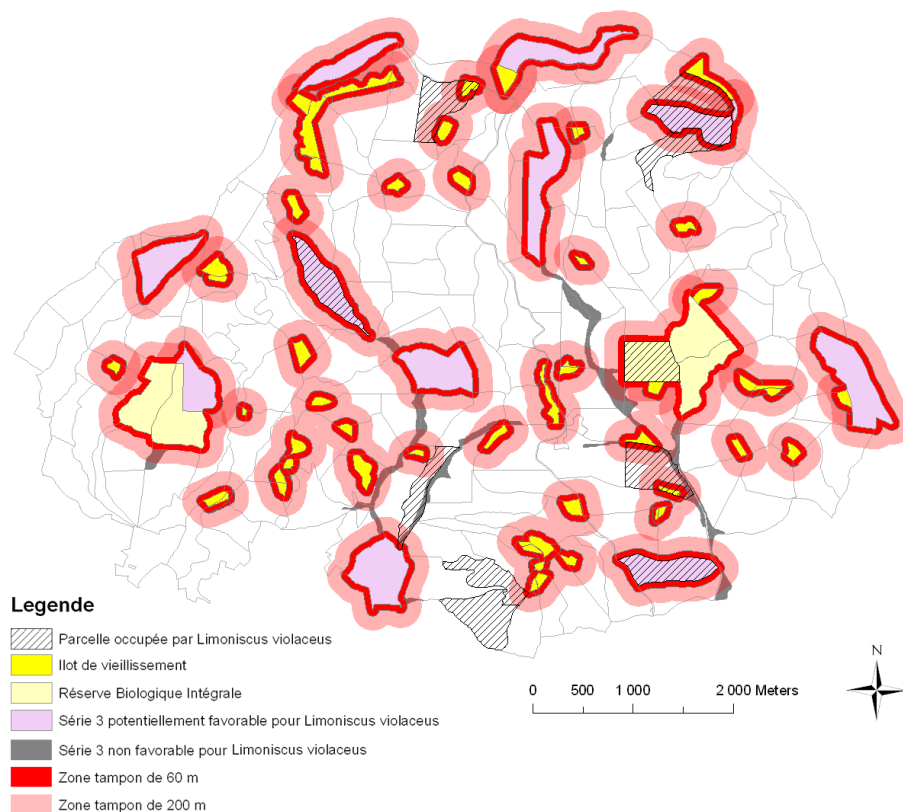 Legende
Parcelle occupée par Limoniscus violaceus
Ilot de vieillissement
Réserve Biologique Intégrale
Série 3 potentiellement favorable pour Limoniscus violaceus
Série 3 non favorable pour Limoniscus violaceus
Zone tampon de 60 m
Zone tampon de 200 m
0 500 1 000 2 000 Meters
N